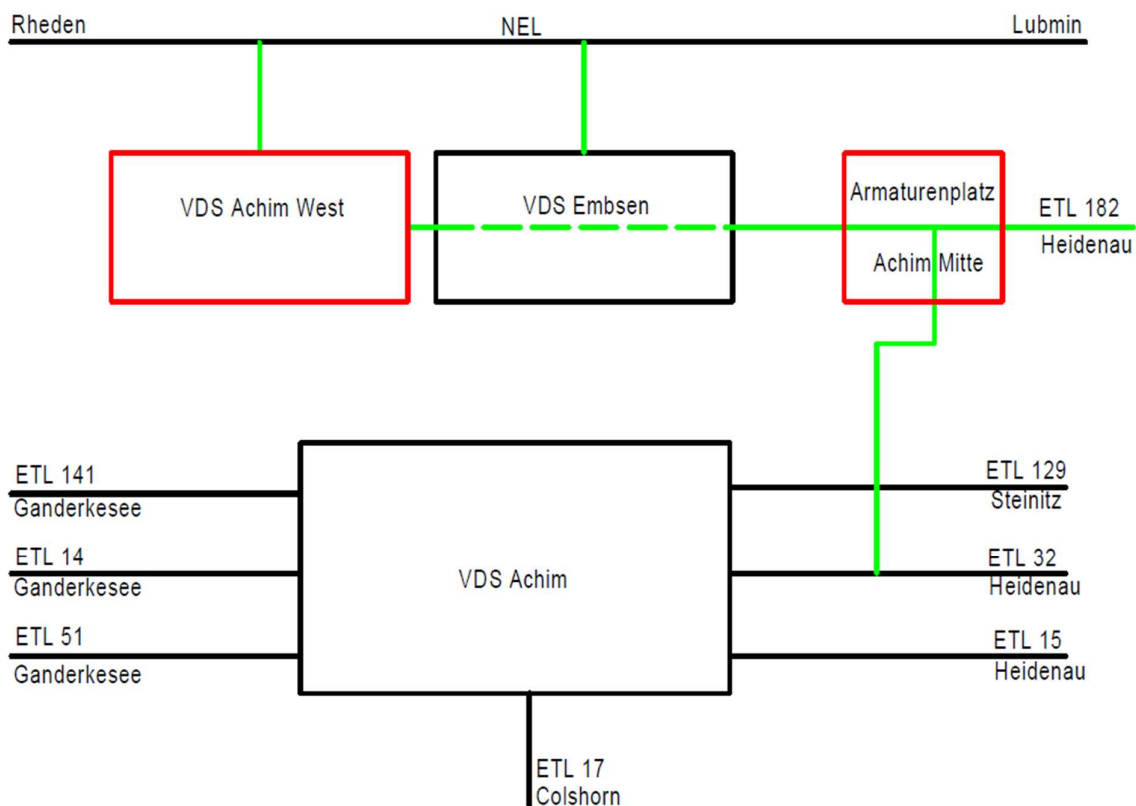 Rheden
NEL
Lubmin
VDS Achim West
VDS Embsen
Armaturenplatz
Achim Mitte
ETL 182
Heidenau
ETL 141
Ganderkesee
ETL 14
Ganderkesee
ETL 51
Ganderkesee
VDS Achim
ETL 129
Steinitz
ETL 32
Heidenau
ETL 15
Heidenau
ETL 17
Colshorn